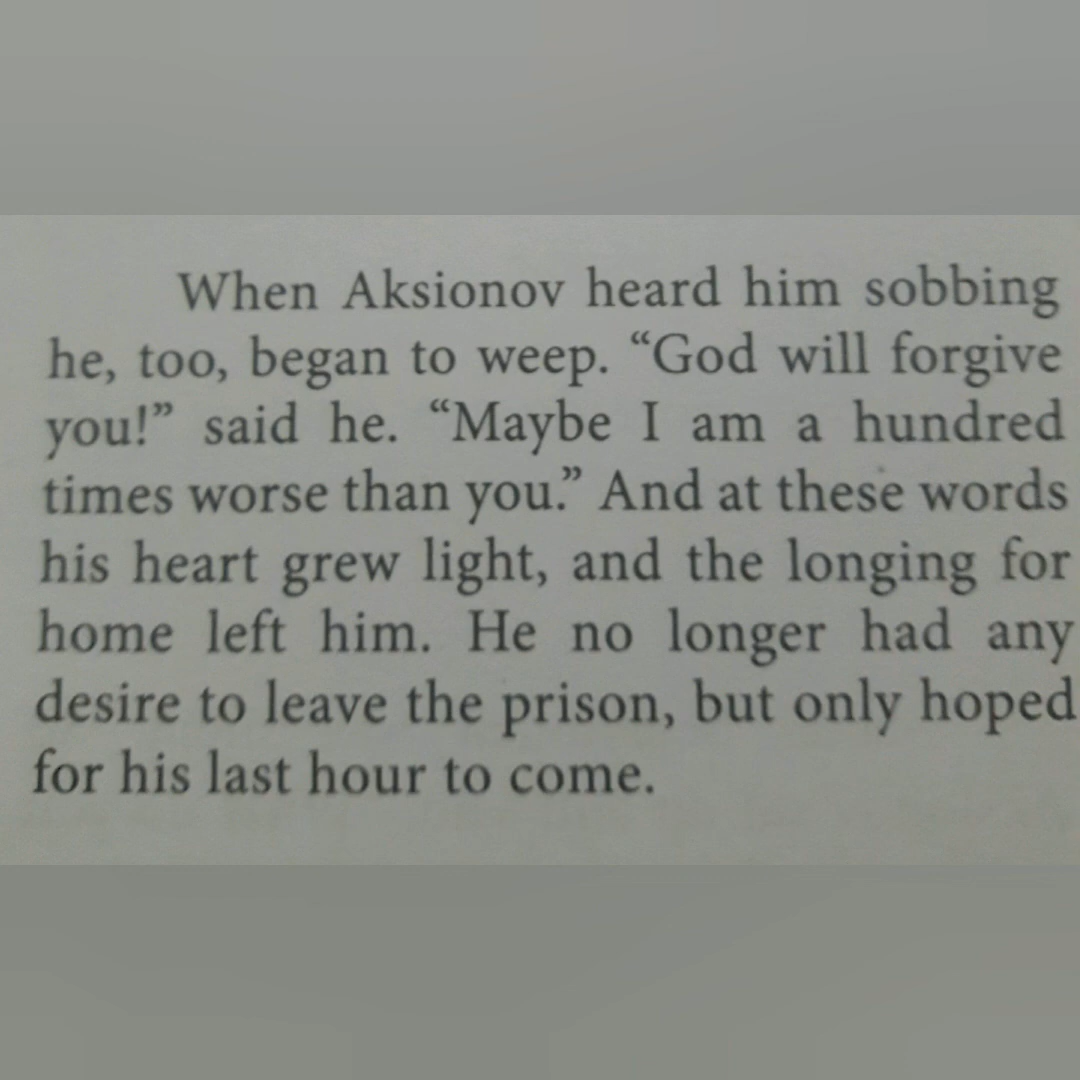 When Aksionov heard him sobbing
he, too, began to weep. “God will forgive
you!” said he. “Maybe I am a hundred
times worse than you.” And at these words
his heart grew light, and the longing for
home left him. He no longer had any
desire to leave the prison, but only hoped
for his last hour to come.